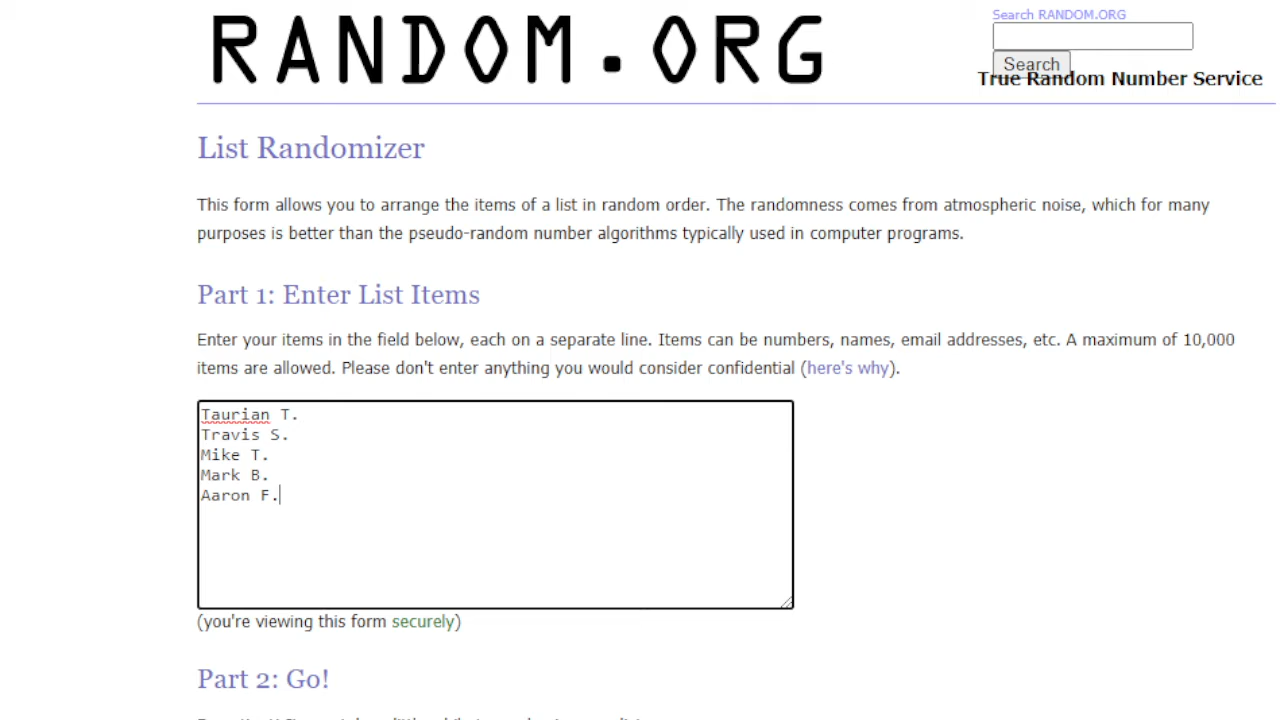 RANDOM.ORG
Search RANDOM.ORG
Search
True Random Number Service
List Randomizer
This form allows you to arrange the items of a list in random order. The randomness comes from atmospheric noise, which for many
purposes is better than the pseudo-random number algorithms typically used in computer programs.
Part 1: Enter List Items
Enter your items in the field below, each on a separate line. Items can be numbers, names, email addresses, etc. A maximum of 10,000
items are allowed. Please don't enter anything you would consider confidential (here's why).
Taurian T.
Travis S.
Mike T.
Mark B.
Aaron F.
(you're viewing this form securely)
Part 2: Go!